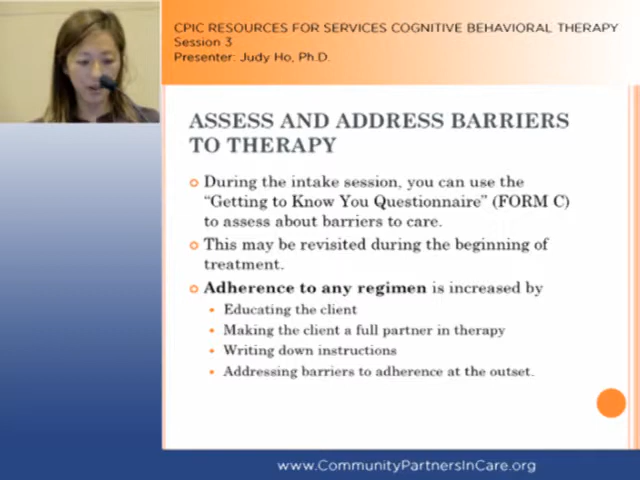 CPIC RESOURCES FOR SERVICES COGNITIVE BEHAVIORAL THERAPY
Session 3
Presenter: Judy Ho, Ph.D.
ASSESS AND ADDRESS BARRIERS
TO THERAPY
During the intake session, you can use the
“Getting to Know You Questionnaire” (FORM C)
to assess about barriers to care.
This may be revisited during the beginning of
treatment.
Adherence to any regimen is increased by
Educating the client
Making the client a full partner in therapy
Writing down instructions
Addressing barriers to adherence at the outset.
www.CommunityPartnersInCare.org